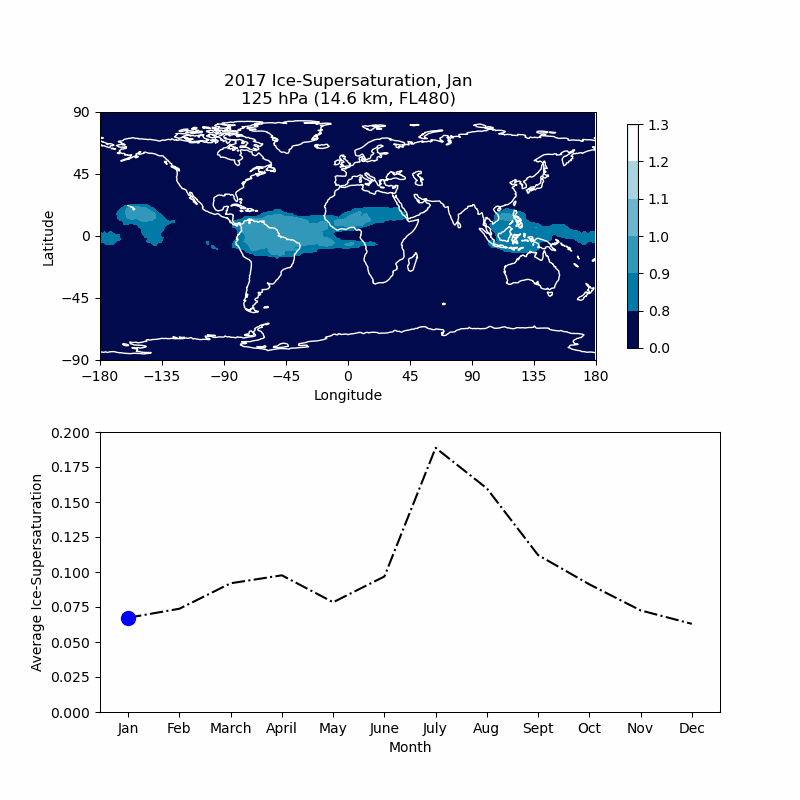 2017 Ice-Supersaturation, Jan
125 hPa (14.6 km, FL480)
90
45
0
−45
−90
Latitude
−180 −135 −90 −45 0 45 90 135 180
Longitude
1.3
1.2
1.1
1.0
0.9
0.8
0.0
0.200
0.175
0.150
0.125
0.100
0.075
0.050
0.025
0.000
Average Ice-Supersaturation
Jan Feb March April May June July Aug Sept Oct Nov Dec
Month